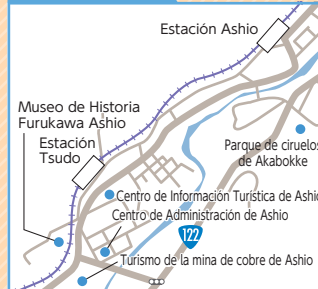 Estación Ashio
Museo de Historia
Furukawa Ashio
Estación
Tsudo
Parque de ciruelos
de Akabokke
Centro de Información Turística de Ashio
Centro de Administración de Ashio
122
Turismo de la mina de cobre de Ashio